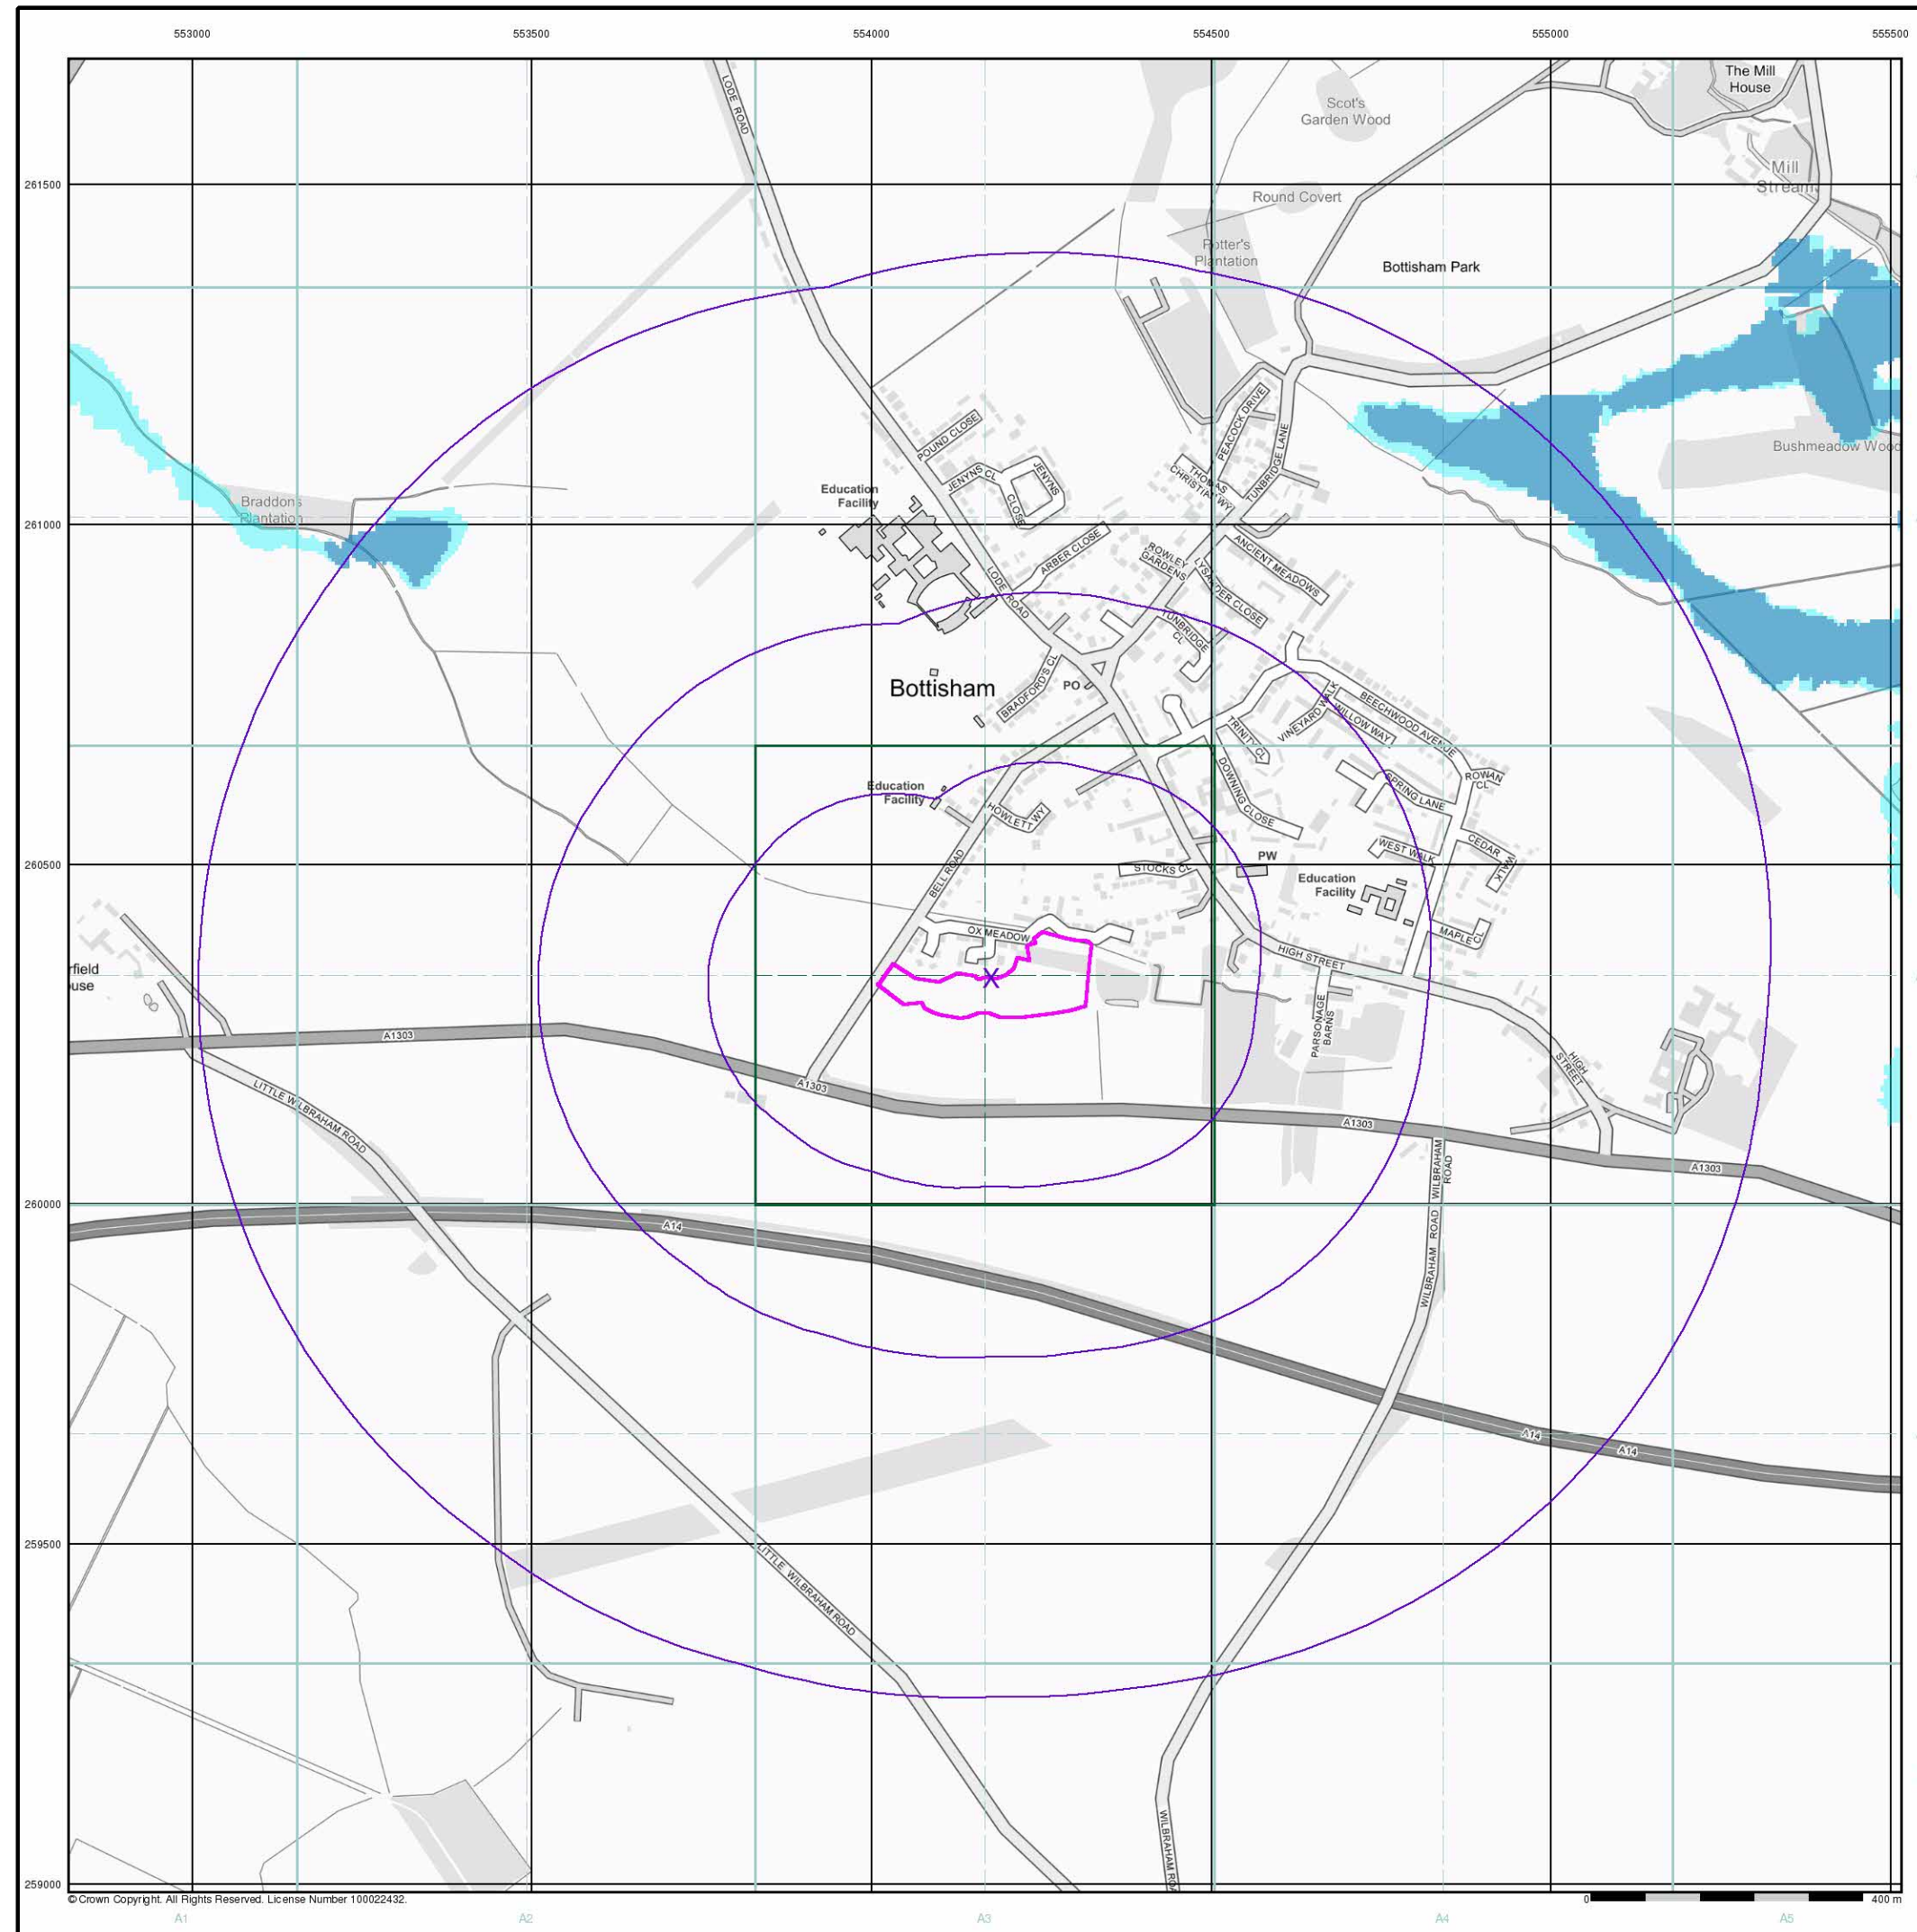 553000
553500
554000
554500
555000
555500
The Mill
House
LODE ROAD
Scot's
Garden Wood
Mill
Stream
261500
Round Covert
Potter's
Plantation
Bottisham Park
PEACOCK DRIVE
POUND CLOSE
TUNBRIDGE LANE
Bushmeadow Wood
JENYNS CL
JENYNS
CLOSE
THOMAS
CHRISTIAN WY
Education
Facility
Braddons
Plantation
261000
ARBER CLOSE
ROWLEY
GARDENS
ANCIENT MEADOWS
LYSANDER CLOSE
LODE ROAD
TUNBRIDGE
CL
Bottisham
BRADFORD'S CL
PO
VINEYARD WALK
WILLOW WAY
BEECHWOOD AVENUE
TRINITY CL
DOWNING CLOSE
SPRING LANE
ROWAN
CL
Education
Facility
HOWLETT WY
WEST WALK
CEDAR
WALK
260500
BELL ROAD
STOCKS CL
PW
Education
Facility
OX MEADOW
MAPLE CL
HIGH STREET
rfield
use
X
PARSONAGE
BARNS
A1303
A1303
HIGH
STREET
LITTLE WILBRAHAM ROAD
A1303
A1303
WILBRAHAM
ROAD
260000
A14
WILBRAHAM ROAD
A14
A14
259500
LITTLE WILBRAHAM ROAD
WILBRAHAM ROA
259000
© Crown Copyright. All Rights Reserved. License Number 100022432.
0
400 m
A1
A2
A3
A4
A5